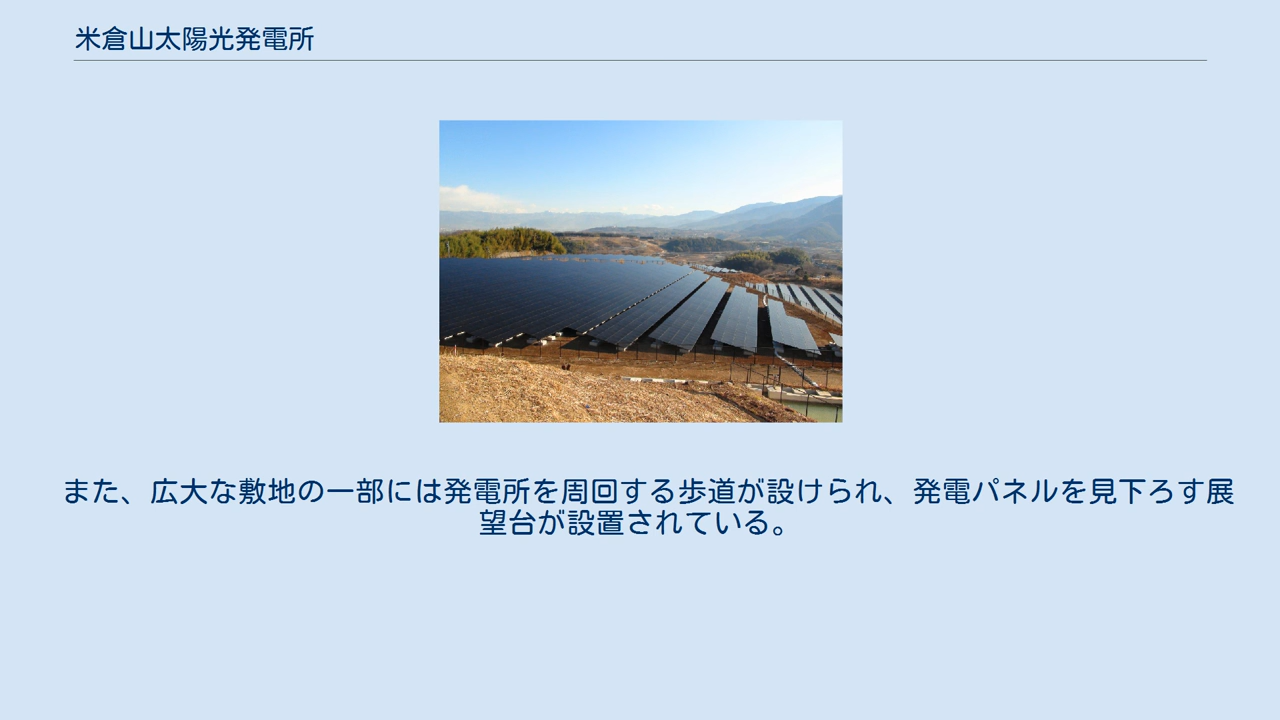 米倉山太陽光発電所
また、広大な敷地の一部には発電所を周回する歩道が設けられ、発電パネルを見下ろす展
望台が設置されている。